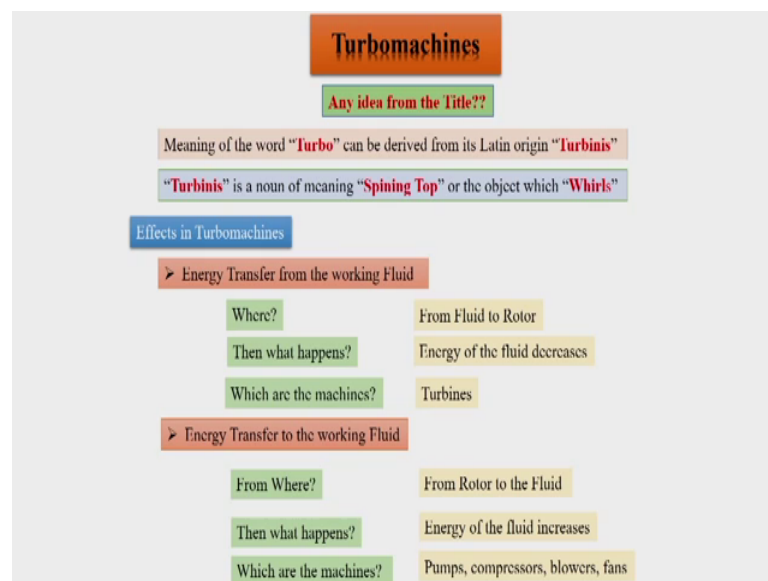 Turbomachines
Any idea from the Title??
Meaning of the word “Turbo” can be derived from its Latin origin “Turbinis”
“Turbinis” is a noun of meaning “Spining Top” or the object which “Whirls”
Effects in Turbomachines
➢ Energy Transfer from the working Fluid
Where? From Fluid to Rotor
Then what happens? Energy of the fluid decreases
Which are the machines? Turbines
➢ Energy Transfer to the working Fluid
From Where? From Rotor to the Fluid
Then what happens? Energy of the fluid increases
Which are the machines? Pumps, compressors, blowers, fans